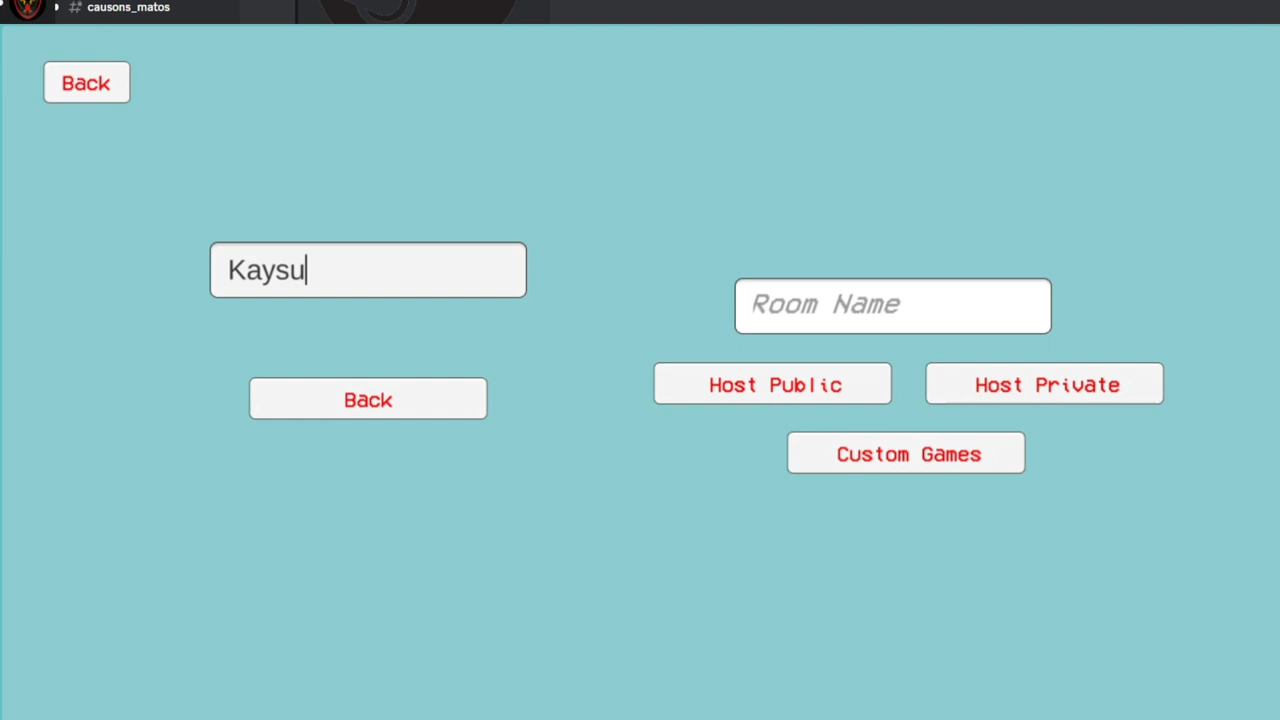 # causons_matos
Back
Kaysu
Room Name
Back
Host Public
Host Private
Custom Games